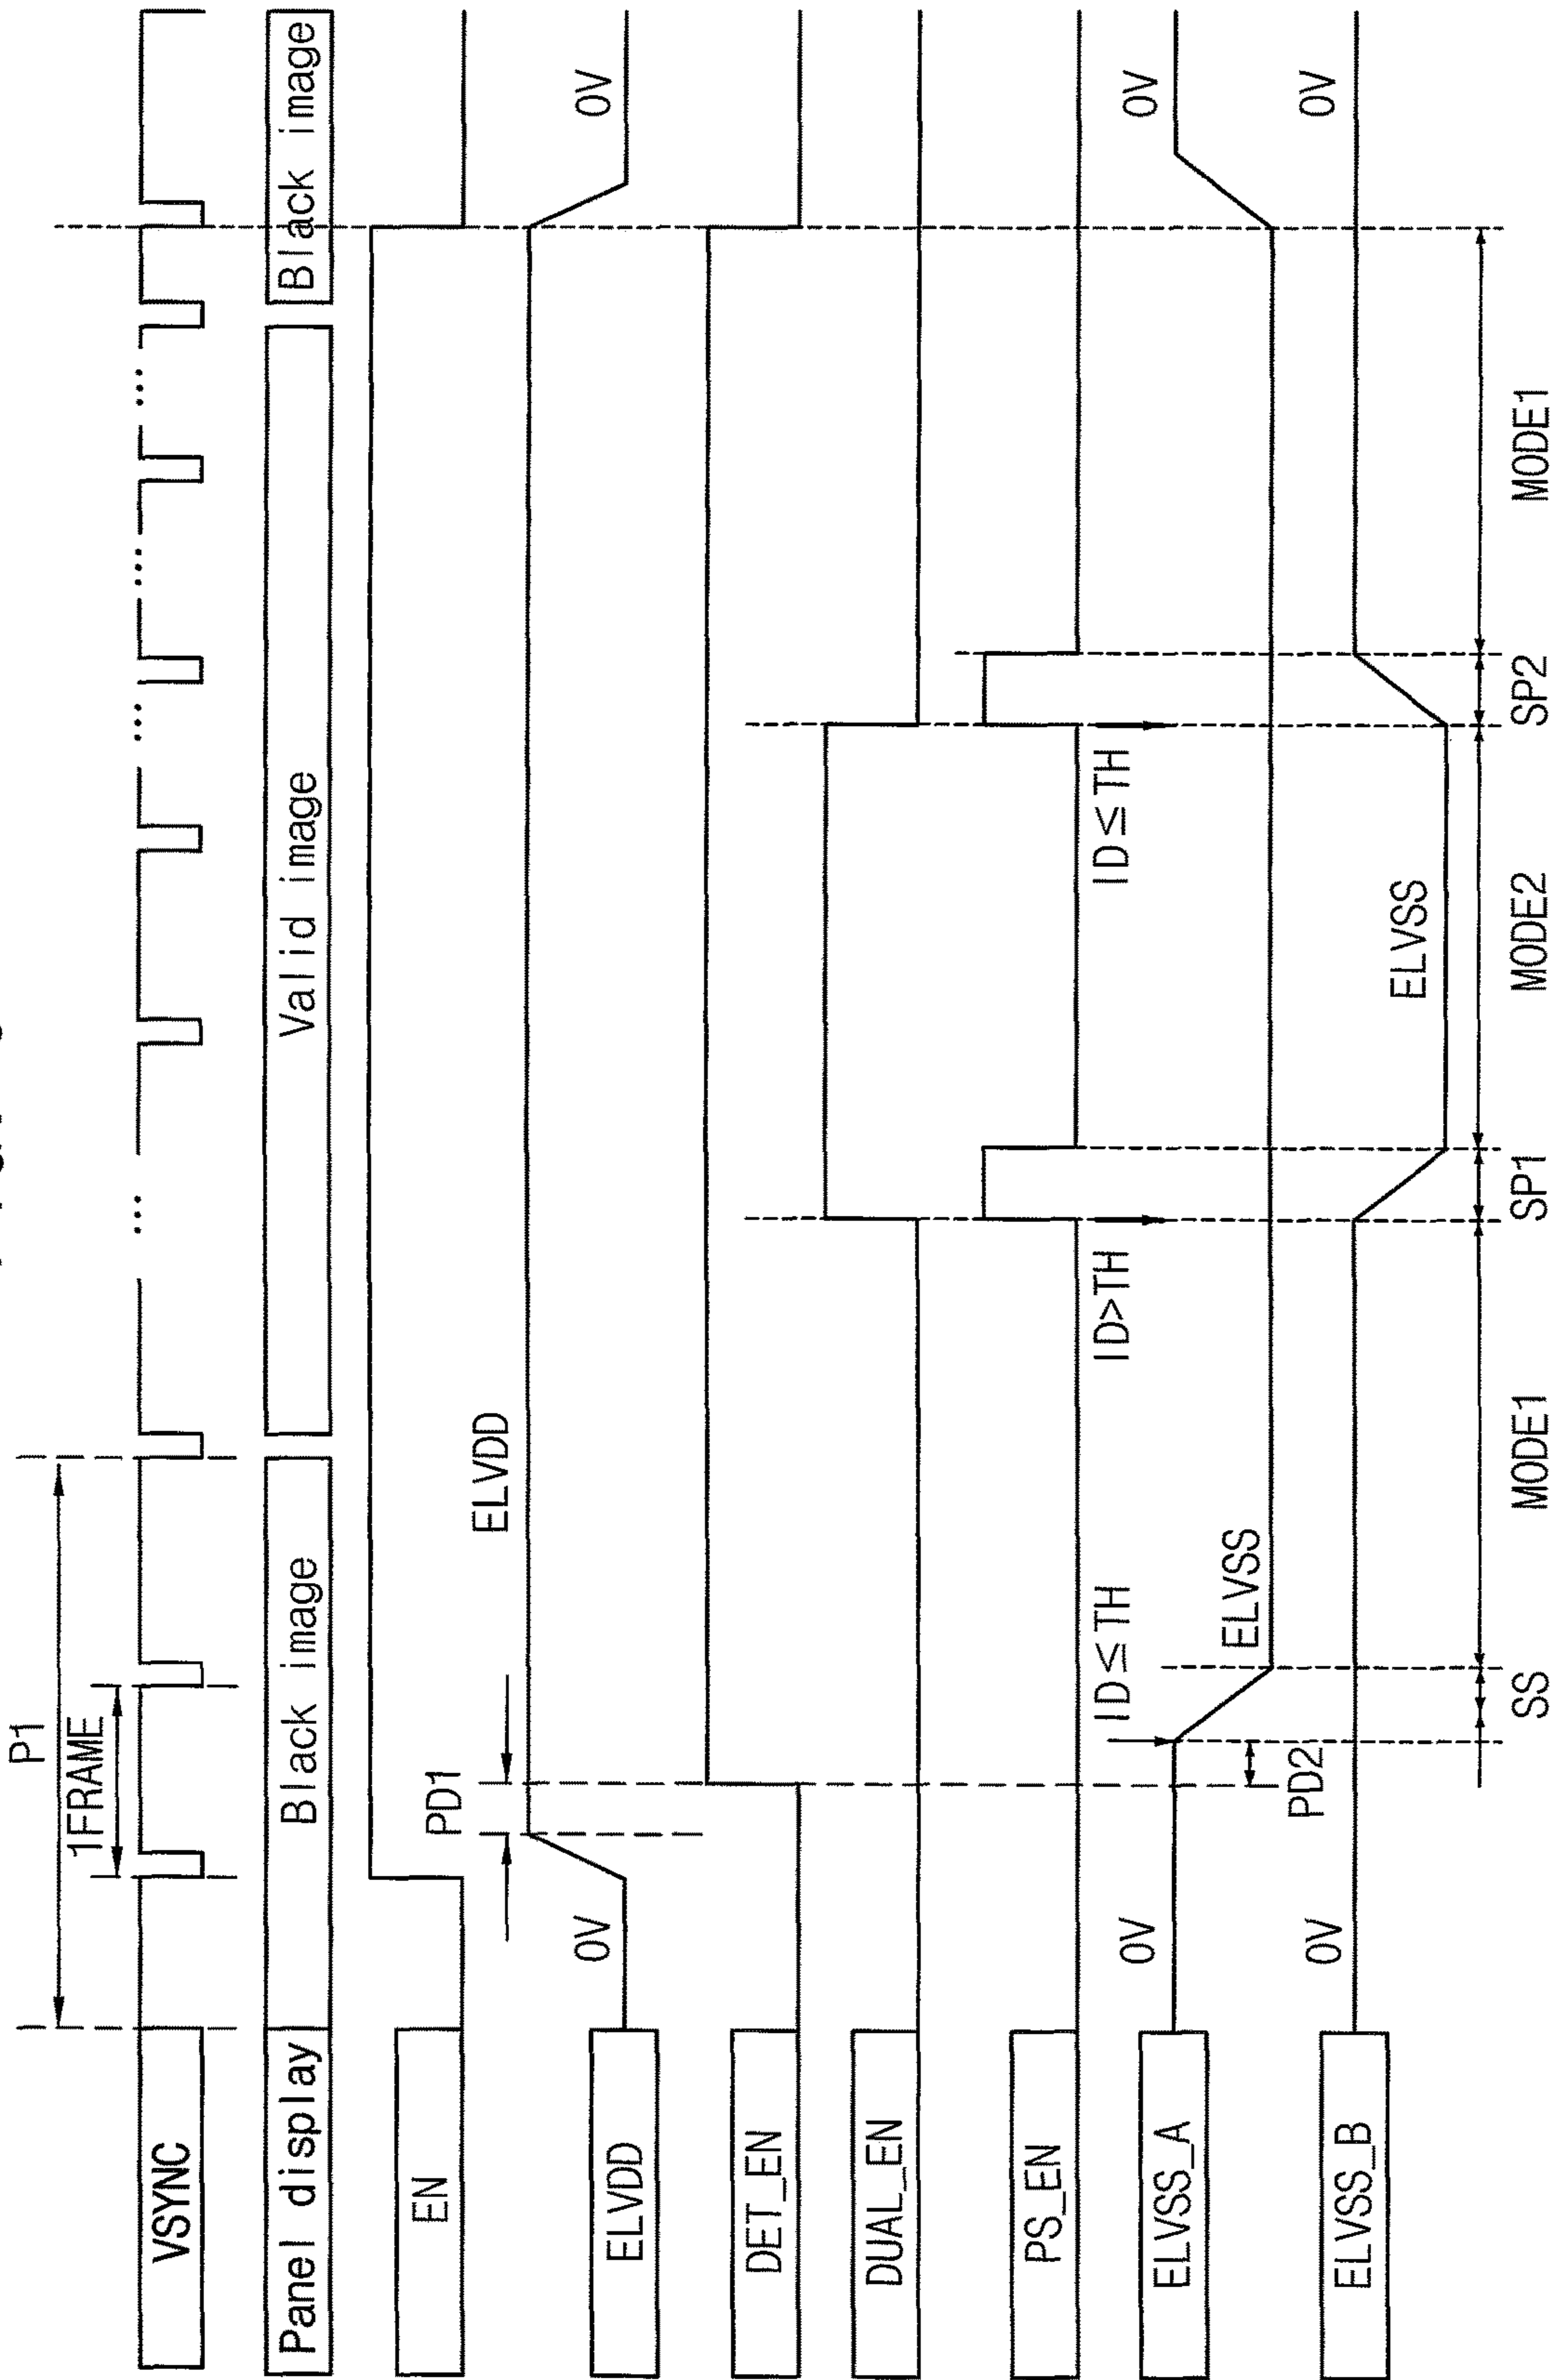 P1
1FRAME
VSYNC
...
...
...
...
Panel display
Black image
Valid image
Black image
EN
ELVDD
0V
PD1
ELVDD
0V
DET_EN
DUAL_EN
PS_EN
ID≤TH
ID>TH
ID≤TH
ELVSS_A
0V
ELVSS
0V
PD2
ELVSS_B
0V
ELVSS
0V
SS
MODE1
SP1
MODE2
SP2
MODE1